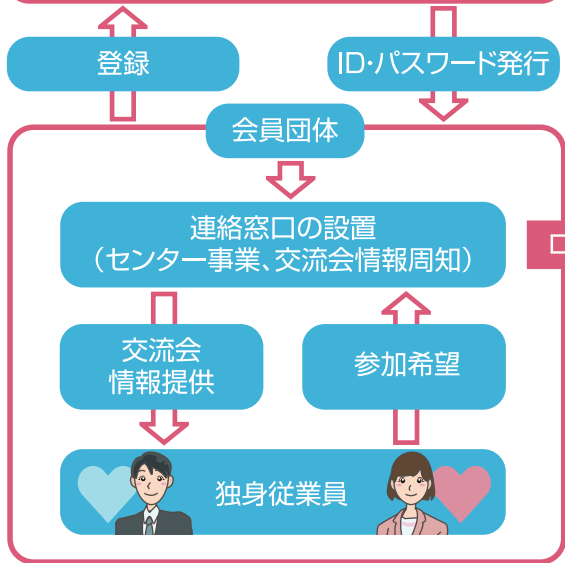 登録
ID・パスワード発行
会員団体
連絡窓口の設置
（センター事業、交流会情報周知）
交流会
情報提供
参加希望
独身従業員